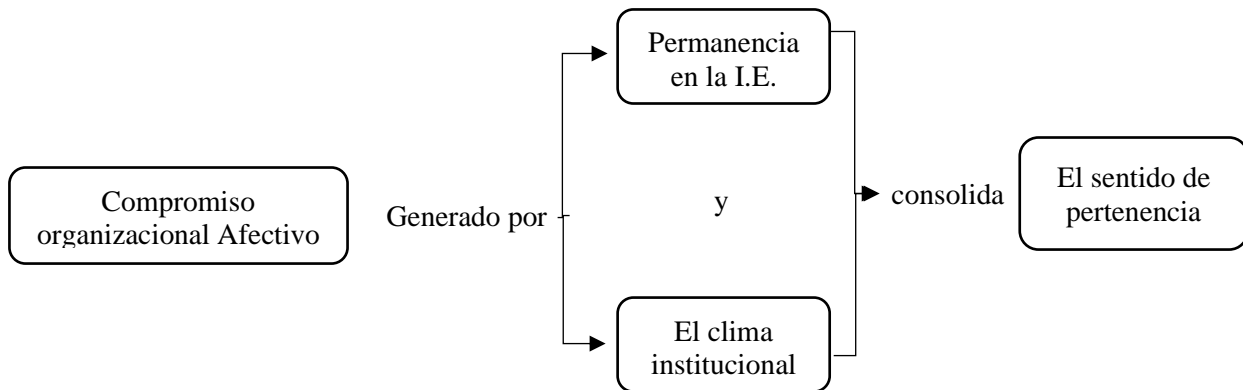 Compromiso
organizacional Afectivo
Generado por
Permanencia
en la I.E.
y
El clima
institucional
consolida
El sentido de
pertenencia